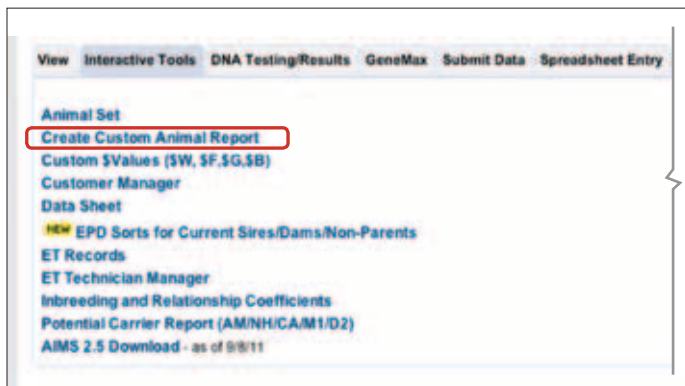 View Interactive Tools DNA Testing/Results GeneMax Submit Data Spreadsheet Entry
Animal Set
Create Custom Animal Report
Custom $Values ($W, $F,$G,$B)
Customer Manager
Data Sheet
NEW EPD Sorts for Current Sires/Dams/Non-Parents
ET Records
ET Technician Manager
Inbreeding and Relationship Coefficients
Potential Carrier Report (AM/NH/CA/M1/D2)
AIMS 2.5 Download - as of 9/8/11